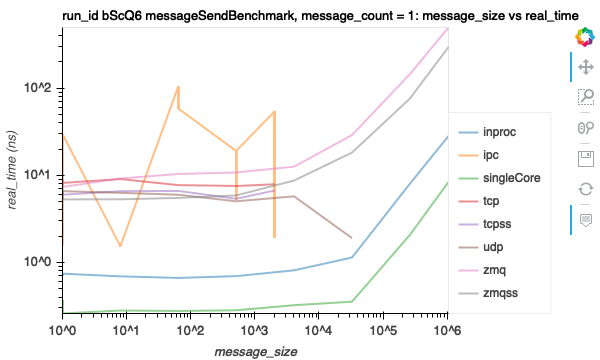 run_id bScQ6 messageSendBenchmark, message_count = 1: message_size vs real_time
real_time (ns)
10^2
10^1
10^0
10^0
10^1
10^2
10^3
10^4
10^5
10^6
message_size
inproc
ipc
singleCore
tcp
tcpss
udp
zmq
zmqss